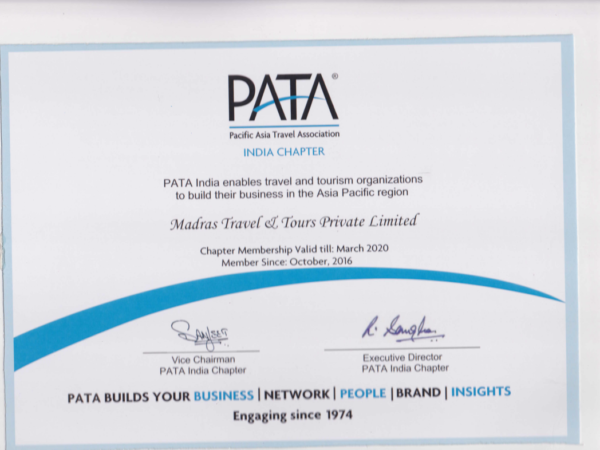 PATA®
Pacific Asia Travel Association
INDIA CHAPTER
PATA India enables travel and tourism organizations
to build their business in the Asia Pacific region
Madras Travel & Tours Private Limited
Chapter Membership Valid till: March 2020
Member Since: October, 2016
Vice Chairman
PATA India Chapter
Executive Director
PATA India Chapter
PATA BUILDS YOUR BUSINESS | NETWORK | PEOPLE | BRAND | INSIGHTS
Engaging since 1974